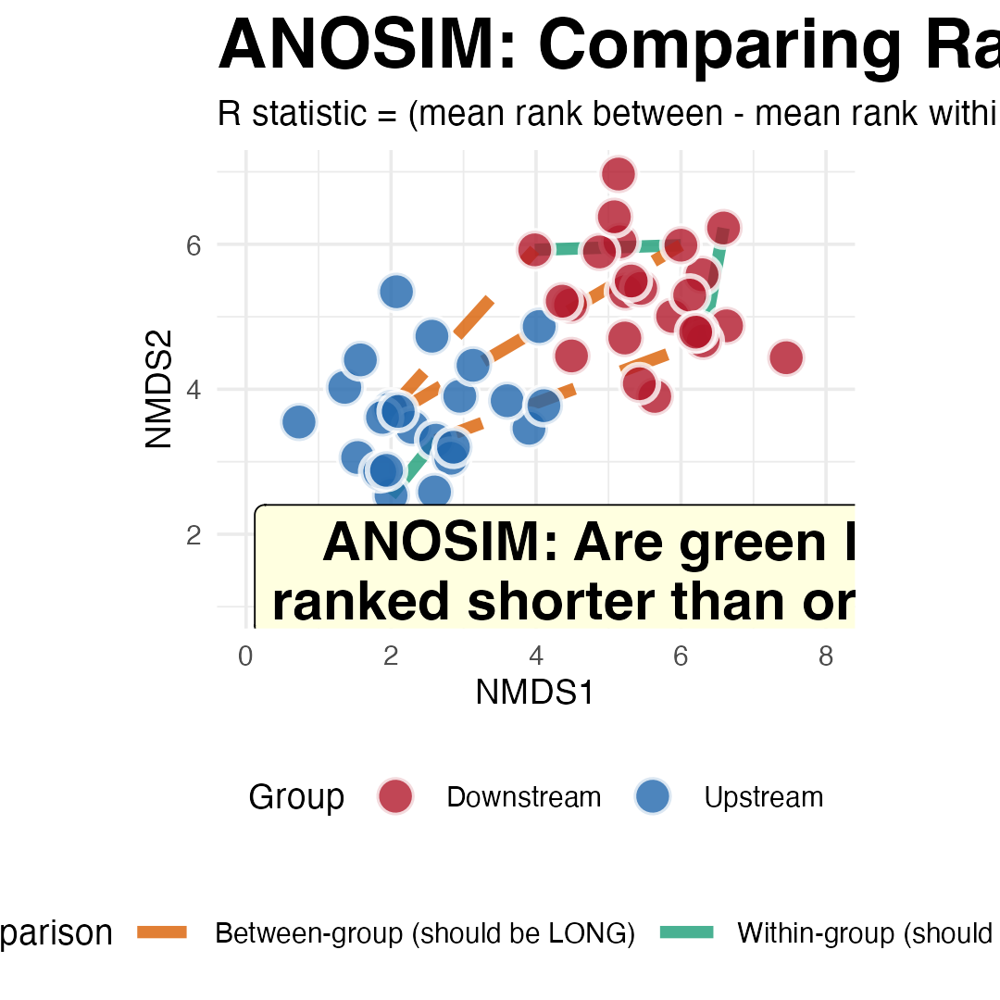 ANOSIM: Comparing Ra
R statistic = (mean rank between - mean rank withi
NMDS2
6
4
2
ANOSIM: Are green l
ranked shorter than or
0 2 4 6 8
NMDS1
Group Downstream Upstream
parison Between-group (should be LONG) Within-group (should